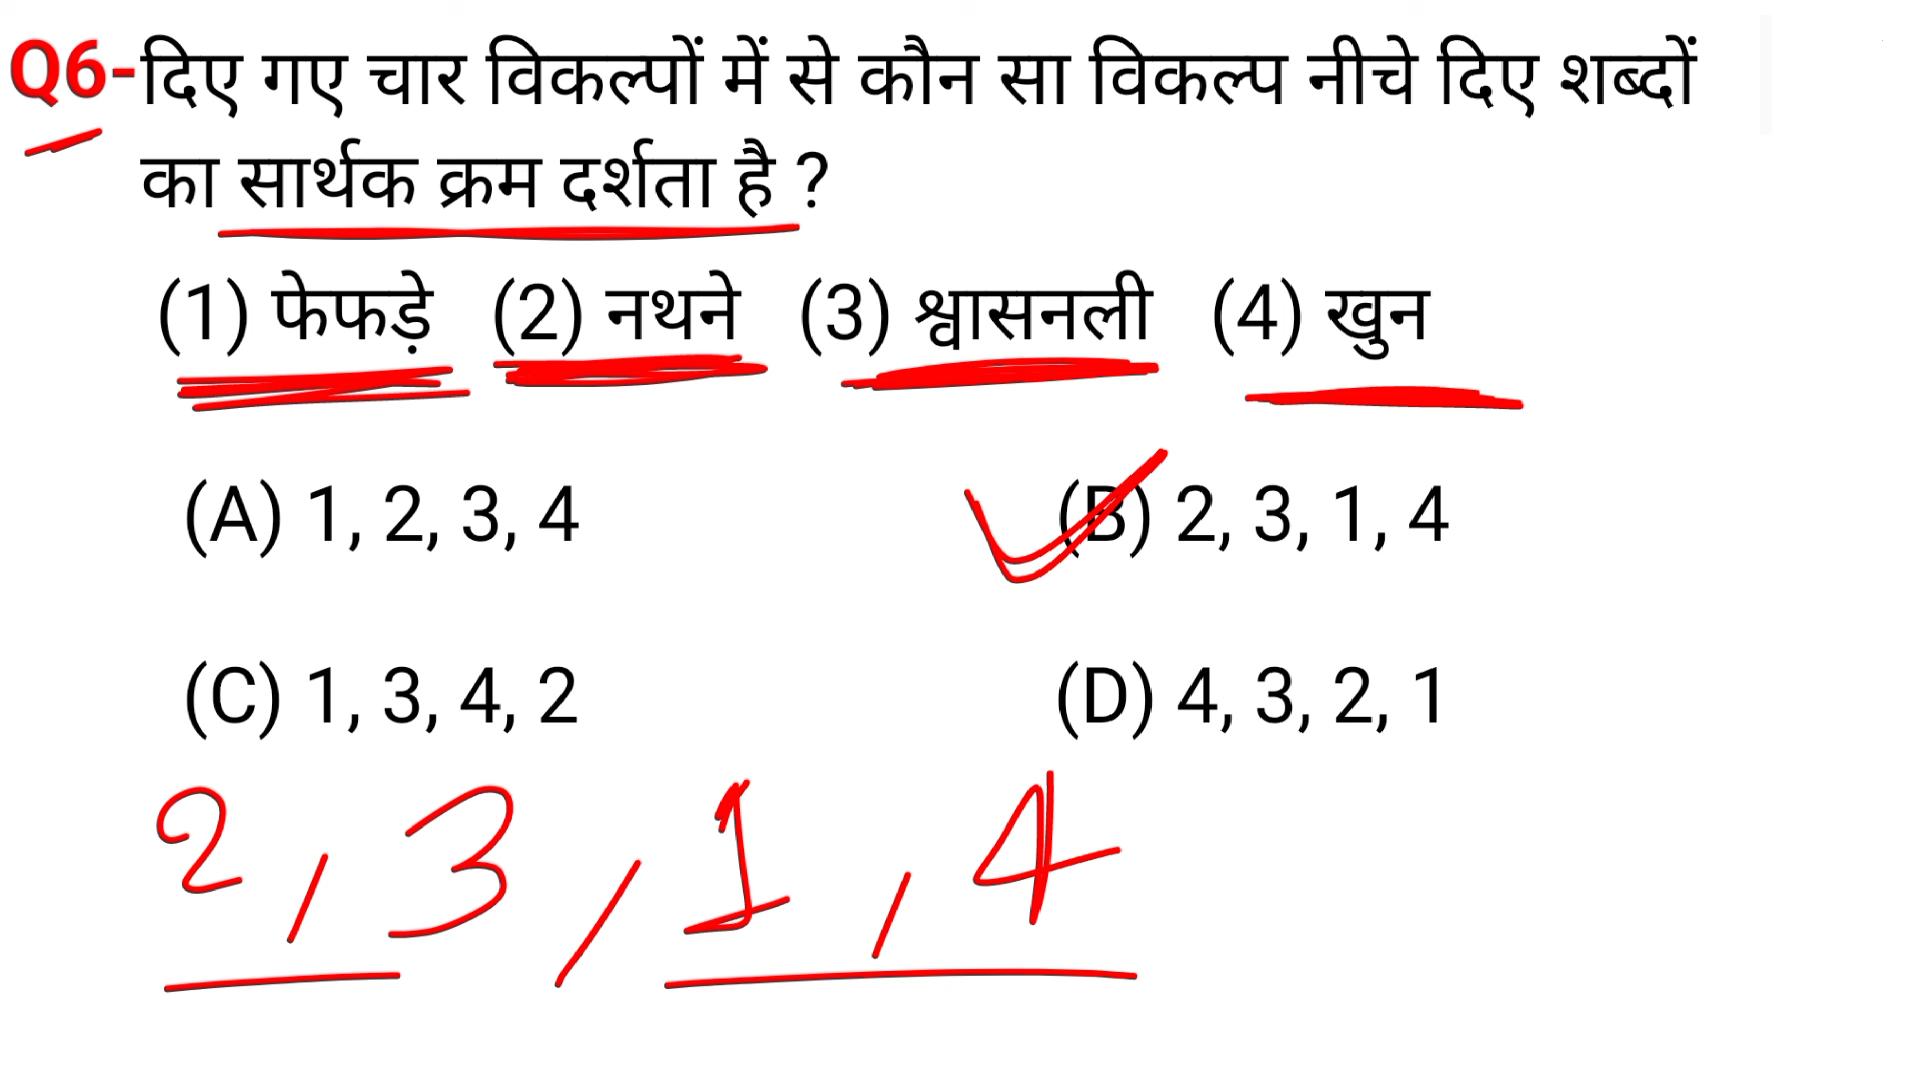 Q6-दिए गए चार विकल्पों में से कौन सा विकल्प नीचे दिए शब्दों
का सार्थक क्रम दर्शता है ?
(1) फेफड़े (2) नथने (3) श्वासनली (4) खुन
(A) 1, 2, 3, 4 (B) 2, 3, 1, 4
(C) 1, 3, 4, 2 (D) 4, 3, 2, 1
2, 3, 1, 4